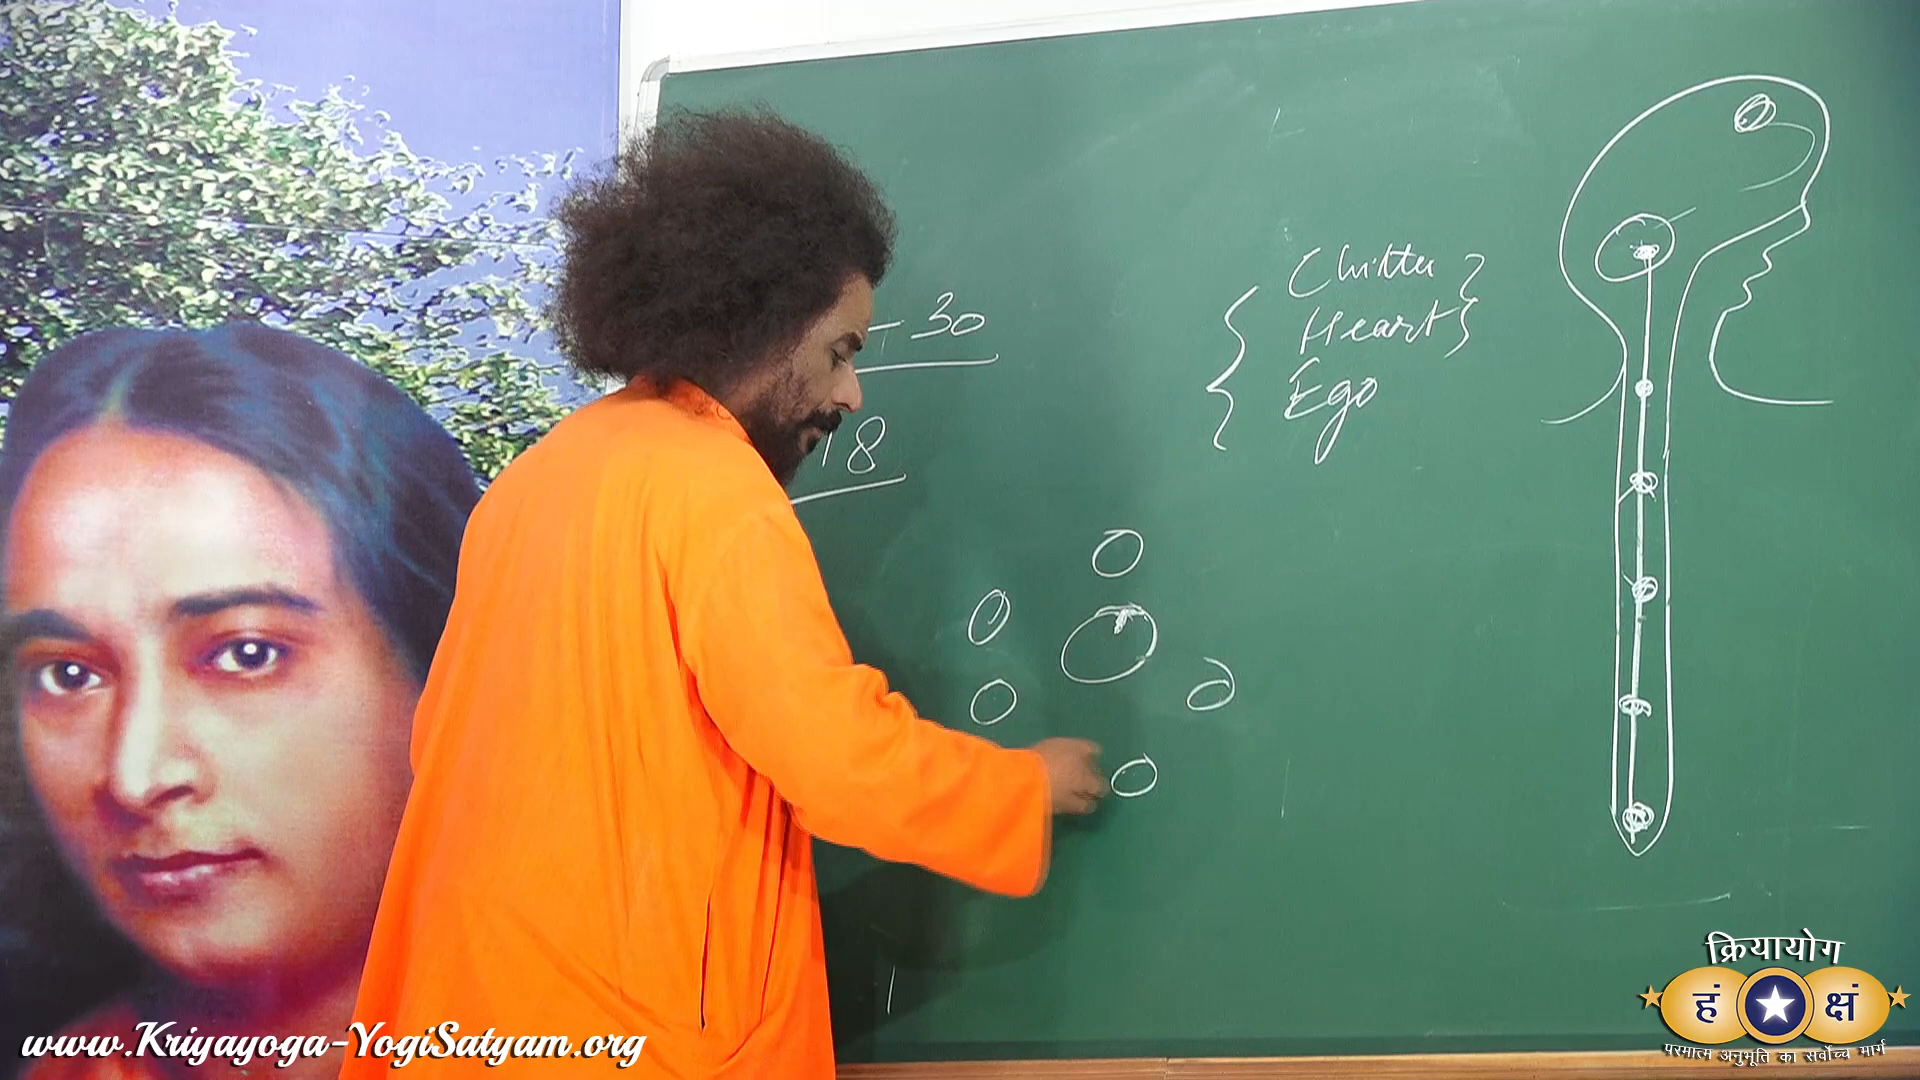 - 30
18
Chitta
Heart
Ego
www.Kriyayoga-YogiSatyam.org
क्रियायोग
हं क्षं
परमात्म अनुभूति का सर्वोच्च मार्ग